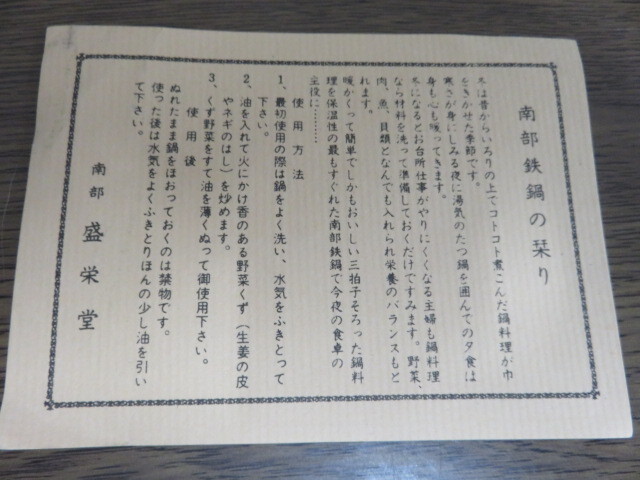 南部鉄鍋の栞り
冬は昔からいろりの上でコトコト煮こんだ鍋料理が巾
をきかせた季節です。
寒さが身にしみる夜に湯気のたつ鍋を囲んでの夕食は
身も心も暖ってきます。
冬になるとお台所仕事がやりにくくなる主婦も鍋料理
なら材料を洗って準備しておくだけですみます。野菜
肉、魚、貝類となんでも入れられ栄養のバランスもと
れます。
暖かくって簡単でしかもおいしい三拍子そろった鍋料
理を保温性の最もすぐれた南部鉄鍋で今夜の食卓の
主役に………
使用方法
1、最初使用の際は鍋をよく洗い、水気をふきとって
下さい。
2、油を入れて火にかけ香のある野菜くず(生姜の皮
やネギのはし)を炒めます。
3、くず野菜をすて油を薄くぬって御使用下さい。
使用後
ぬれたまま鍋をほおっておくのは禁物です。
使った後は水気をよくふきとりほんの少し油を引い
て下さい。
南部 盛栄堂